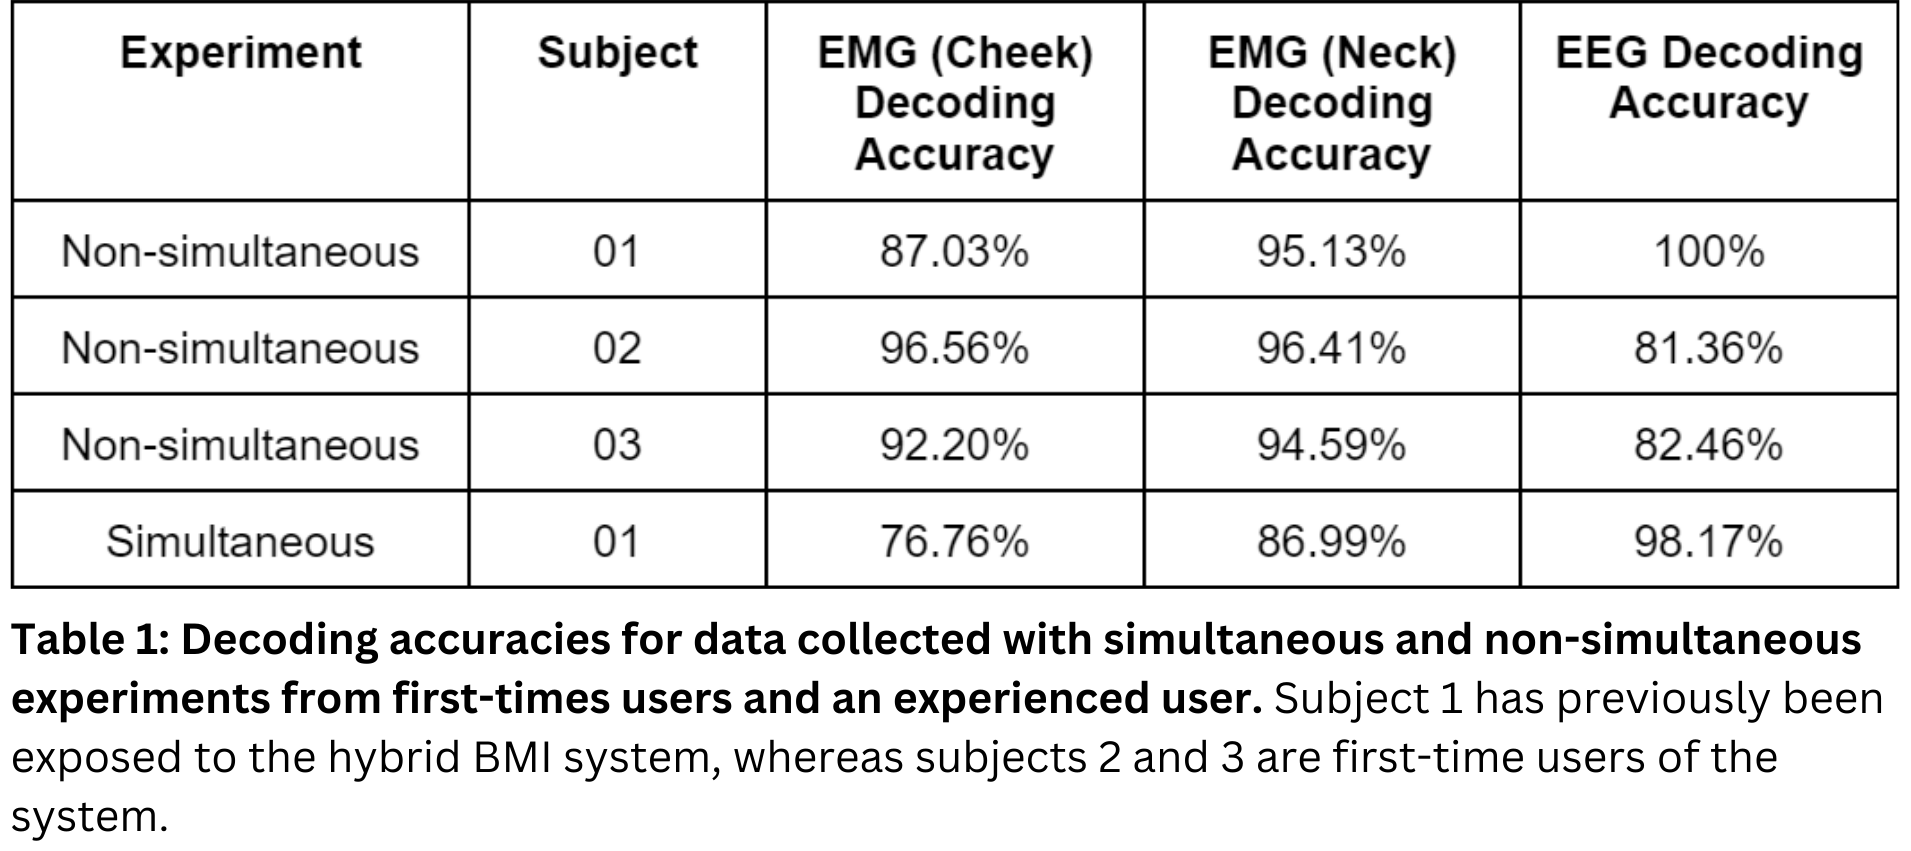 Experiment Subject EMG (Cheek) Decoding Accuracy EMG (Neck) Decoding Accuracy EEG Decoding Accuracy
Non-simultaneous 01 87.03% 95.13% 100%
Non-simultaneous 02 96.56% 96.41% 81.36%
Non-simultaneous 03 92.20% 94.59% 82.46%
Simultaneous 01 76.76% 86.99% 98.17%
Table 1: Decoding accuracies for data collected with simultaneous and non-simultaneous
experiments from first-times users and an experienced user. Subject 1 has previously been
exposed to the hybrid BMI system, whereas subjects 2 and 3 are first-time users of the
system.